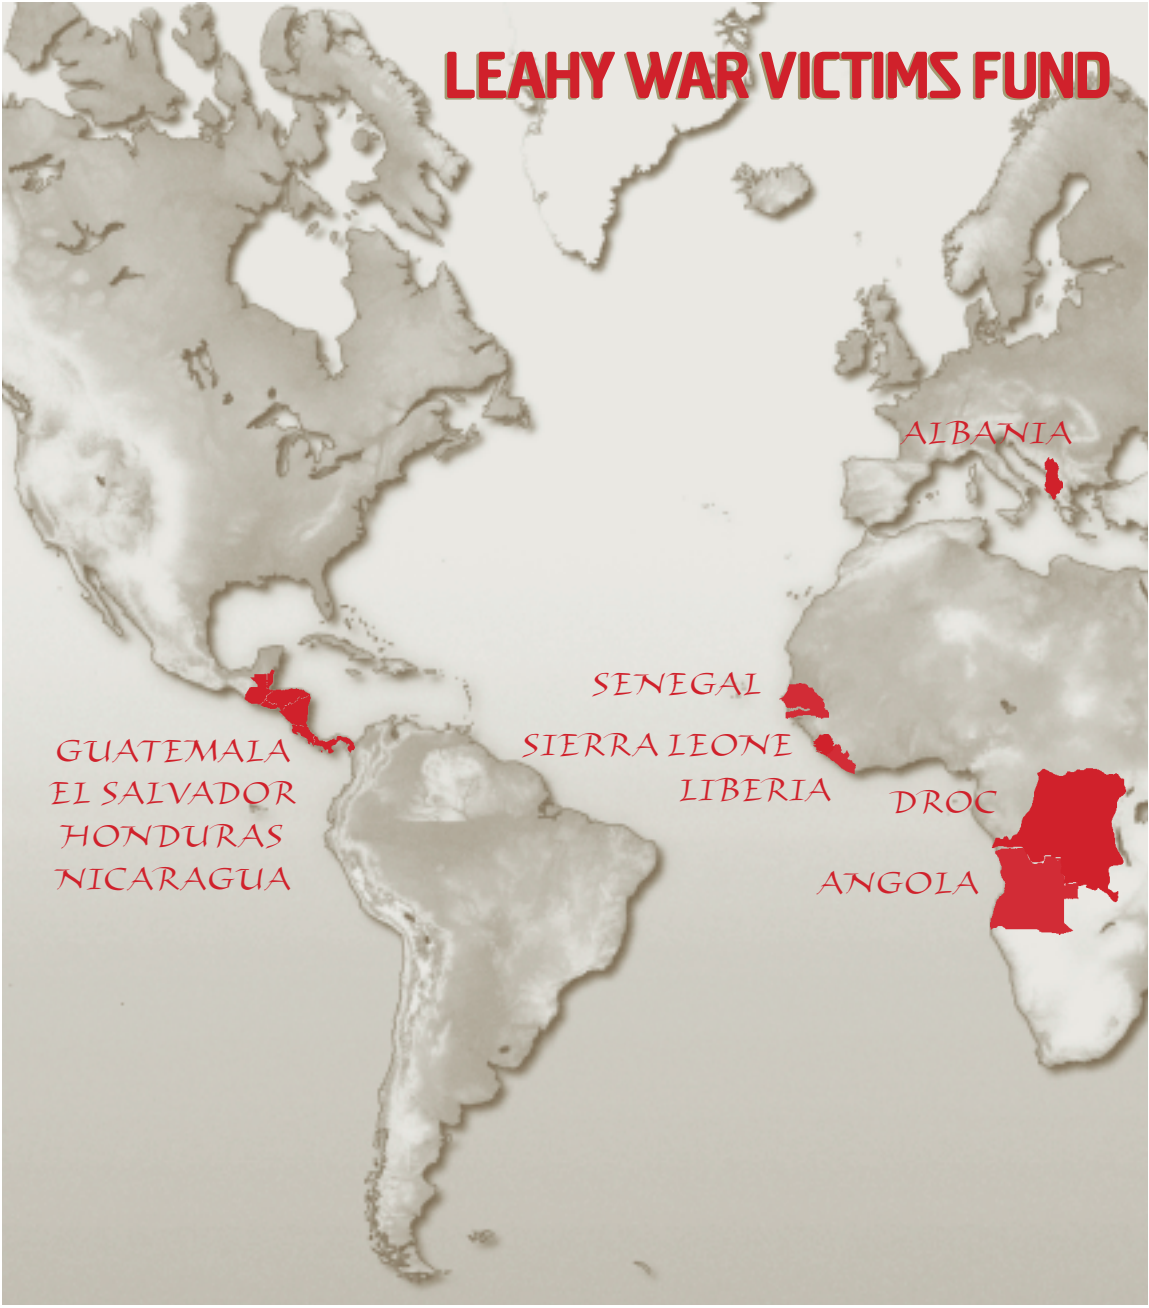 LEAHY WAR VICTIMS FUND
ALBANIA
SENEGAL
SIERRA LEONE
LIBERIA
DROC
ANGOLA
GUATEMALA
EL SALVADOR
HONDURAS
NICARAGUA